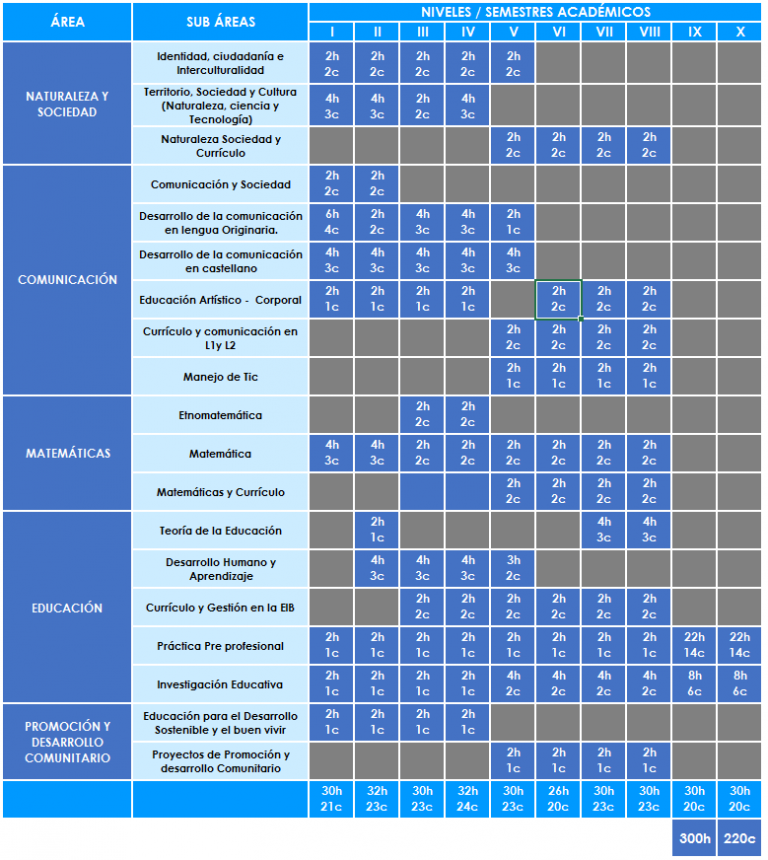 ÁREA SUB ÁREAS NIVELES / SEMESTRES ACADÉMICOS
I II III IV V VI VII VIII IX X
NATURALEZA Y
SOCIEDAD
Identidad, ciudadanía e
Interculturalidad
2h 2h 2h 2h 2h
2c 2c 2c 2c 2c
Territorio, Sociedad y Cultura
(Naturaleza, ciencia y
Tecnología)
4h 4h 2h 4h
3c 3c 2c 3c
Naturaleza Sociedad y
Currículo
2h 2h 2h 2h
2c 2c 2c 2c
COMUNICACIÓN
Comunicación y Sociedad
2h 2h
2c 2c
Desarrollo de la comunicación
en lengua Originaria.
6h 2h 4h 4h 2h
4c 2c 3c 3c 1c
Desarrollo de la comunicación
en castellano
4h 4h 4h 4h 4h
3c 3c 3c 3c 3c
Educación Artístico - Corporal
2h 2h 2h 2h 2h 2h 2h
1c 1c 1c 1c 2c 2c 2c
Currículo y comunicación en
L1y L2
2h 2h 2h 2h
2c 2c 2c 2c
Manejo de Tic
2h 2h 2h 2h
1c 1c 1c 1c
MATEMÁTICAS
Etnomatemática
2h 2h
2c 2c
Matemática
4h 4h 2h 2h 2h 2h 2h 2h
3c 3c 2c 2c 2c 2c 2c 2c
Matemáticas y Currículo
2h 2h 2h 2h
2c 2c 2c 2c
EDUCACIÓN
Teoría de la Educación
2h 4h 4h
1c 3c 3c
Desarrollo Humano y
Aprendizaje
4h 4h 4h 3h
3c 3c 3c 2c
Currículo y Gestión en la EIB
2h 2h 2h 2h 2h 2h
2c 2c 2c 2c 2c 2c
Práctica Pre profesional
2h 2h 2h 2h 2h 2h 2h 2h 22h 22h
1c 1c 1c 1c 1c 1c 1c 1c 14c 14c
Investigación Educativa
2h 2h 2h 2h 4h 4h 4h 4h 8h 8h
1c 1c 1c 1c 2c 2c 2c 2c 6c 6c
PROMOCIÓN Y
DESARROLLO
COMUNITARIO
Educación para el Desarrollo
Sostenible y el buen vivir
2h 2h 2h 2h
1c 1c 1c 1c
Proyectos de Promoción y
desarrollo Comunitario
2h 2h 2h 2h
1c 1c 1c 1c
30h 32h 30h 32h 30h 26h 30h 30h 30h 30h
21c 23c 23c 24c 23c 20c 23c 23c 20c 20c
300h 220c